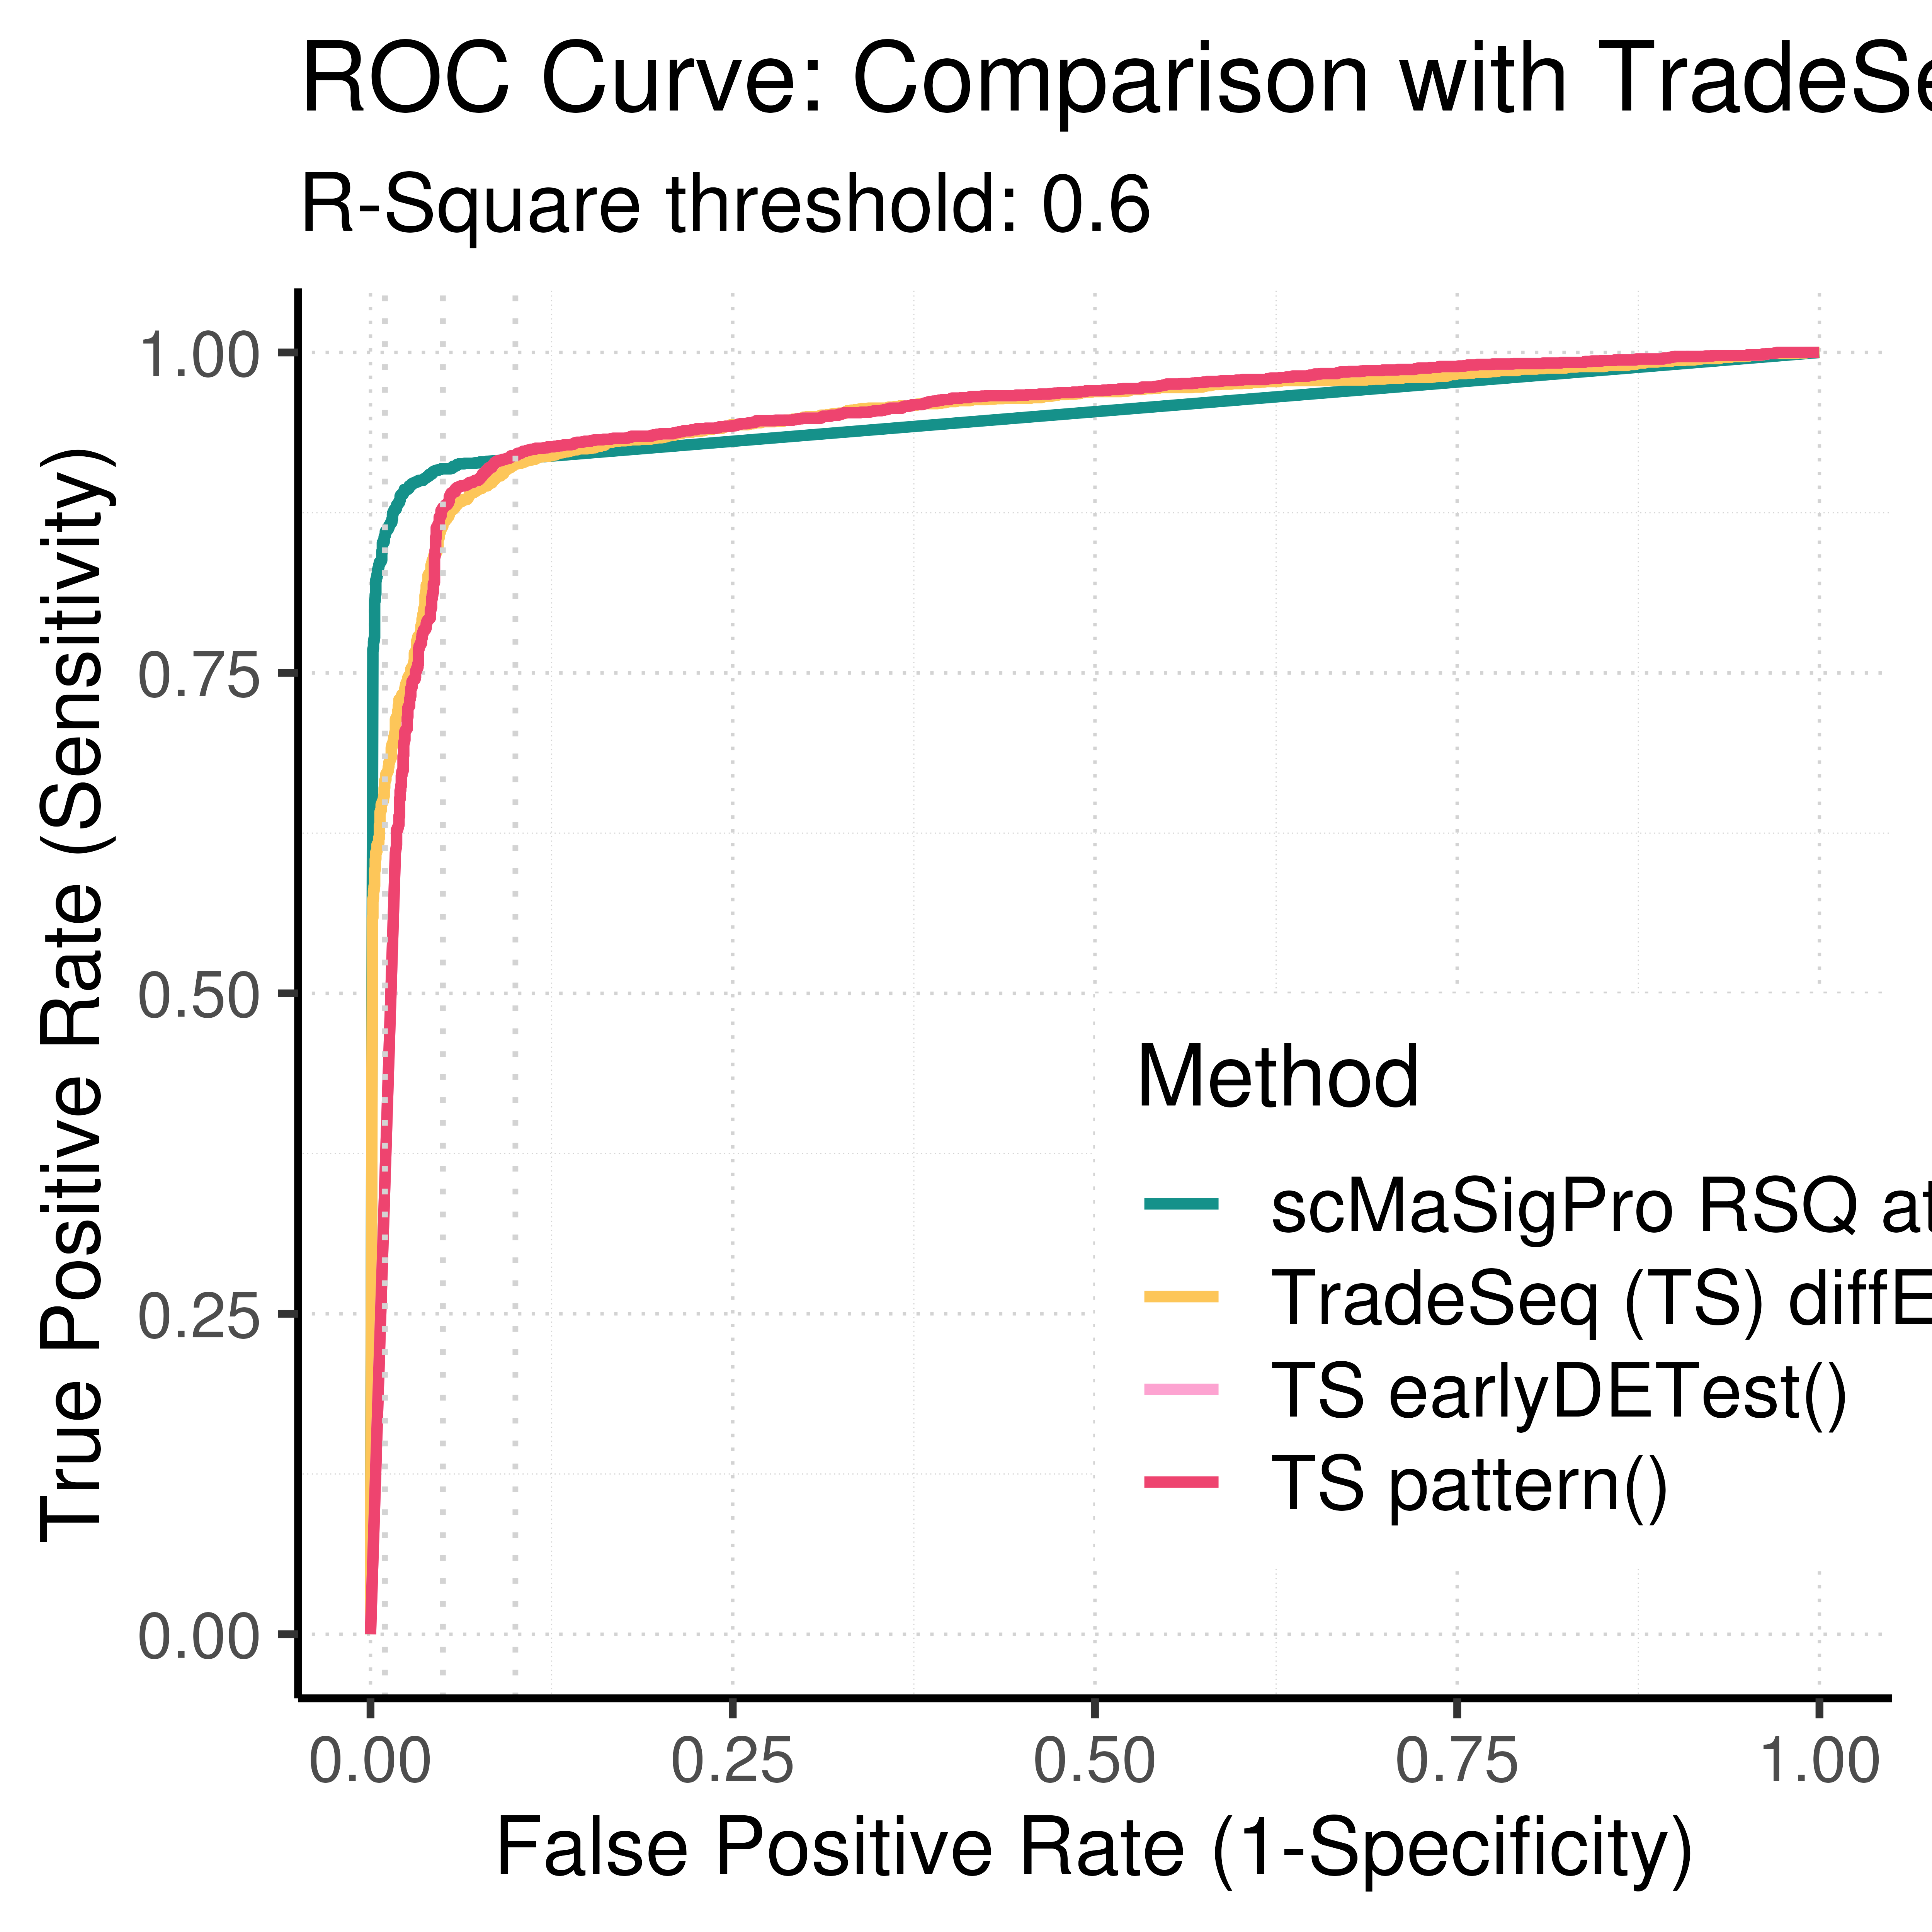 ROC Curve: Comparison with
R-Square threshold: 0.6
True Positive Rate (Sensitivity)
1.00
0.75
0.50
0.25
0.00
Method
scMaSigPro RSQ at
TradeSeq (TS)
TS earlyDETest()
TS pattern()
0.00 0.25 0.50 0.75 1.00
False Positive Rate (1-Specificity)